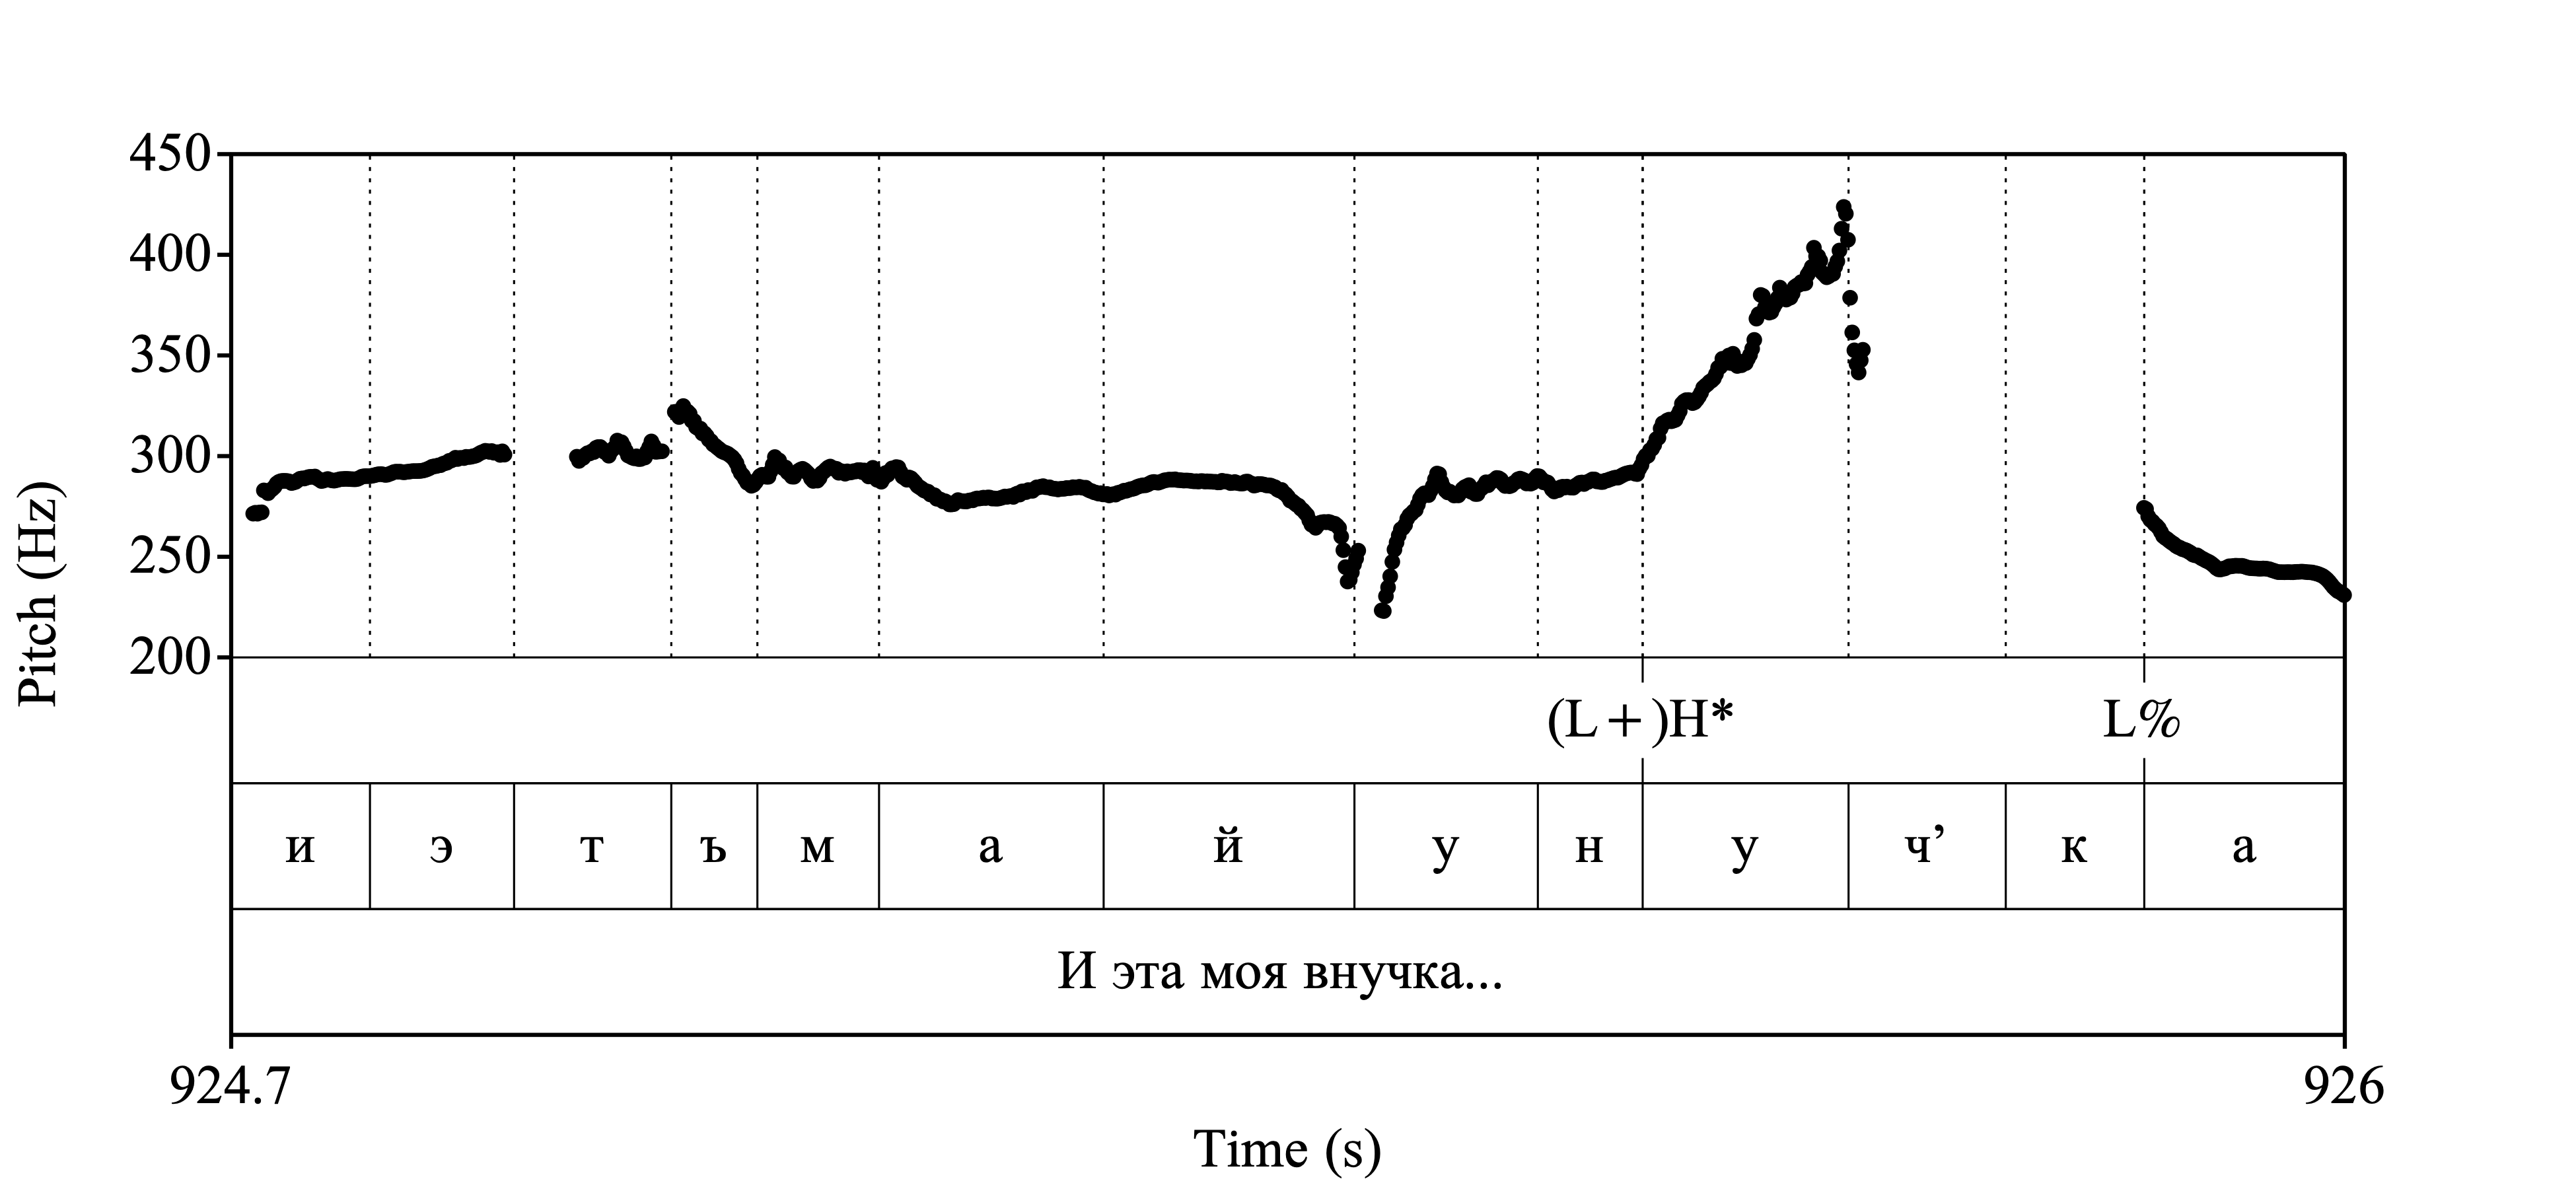 450
400
350
300
250
200
Pitch (Hz)
(L+)H* L%
и э т ъ м а й у н у ч’ к а
И эта моя внучка...
924.7 926
Time (s)